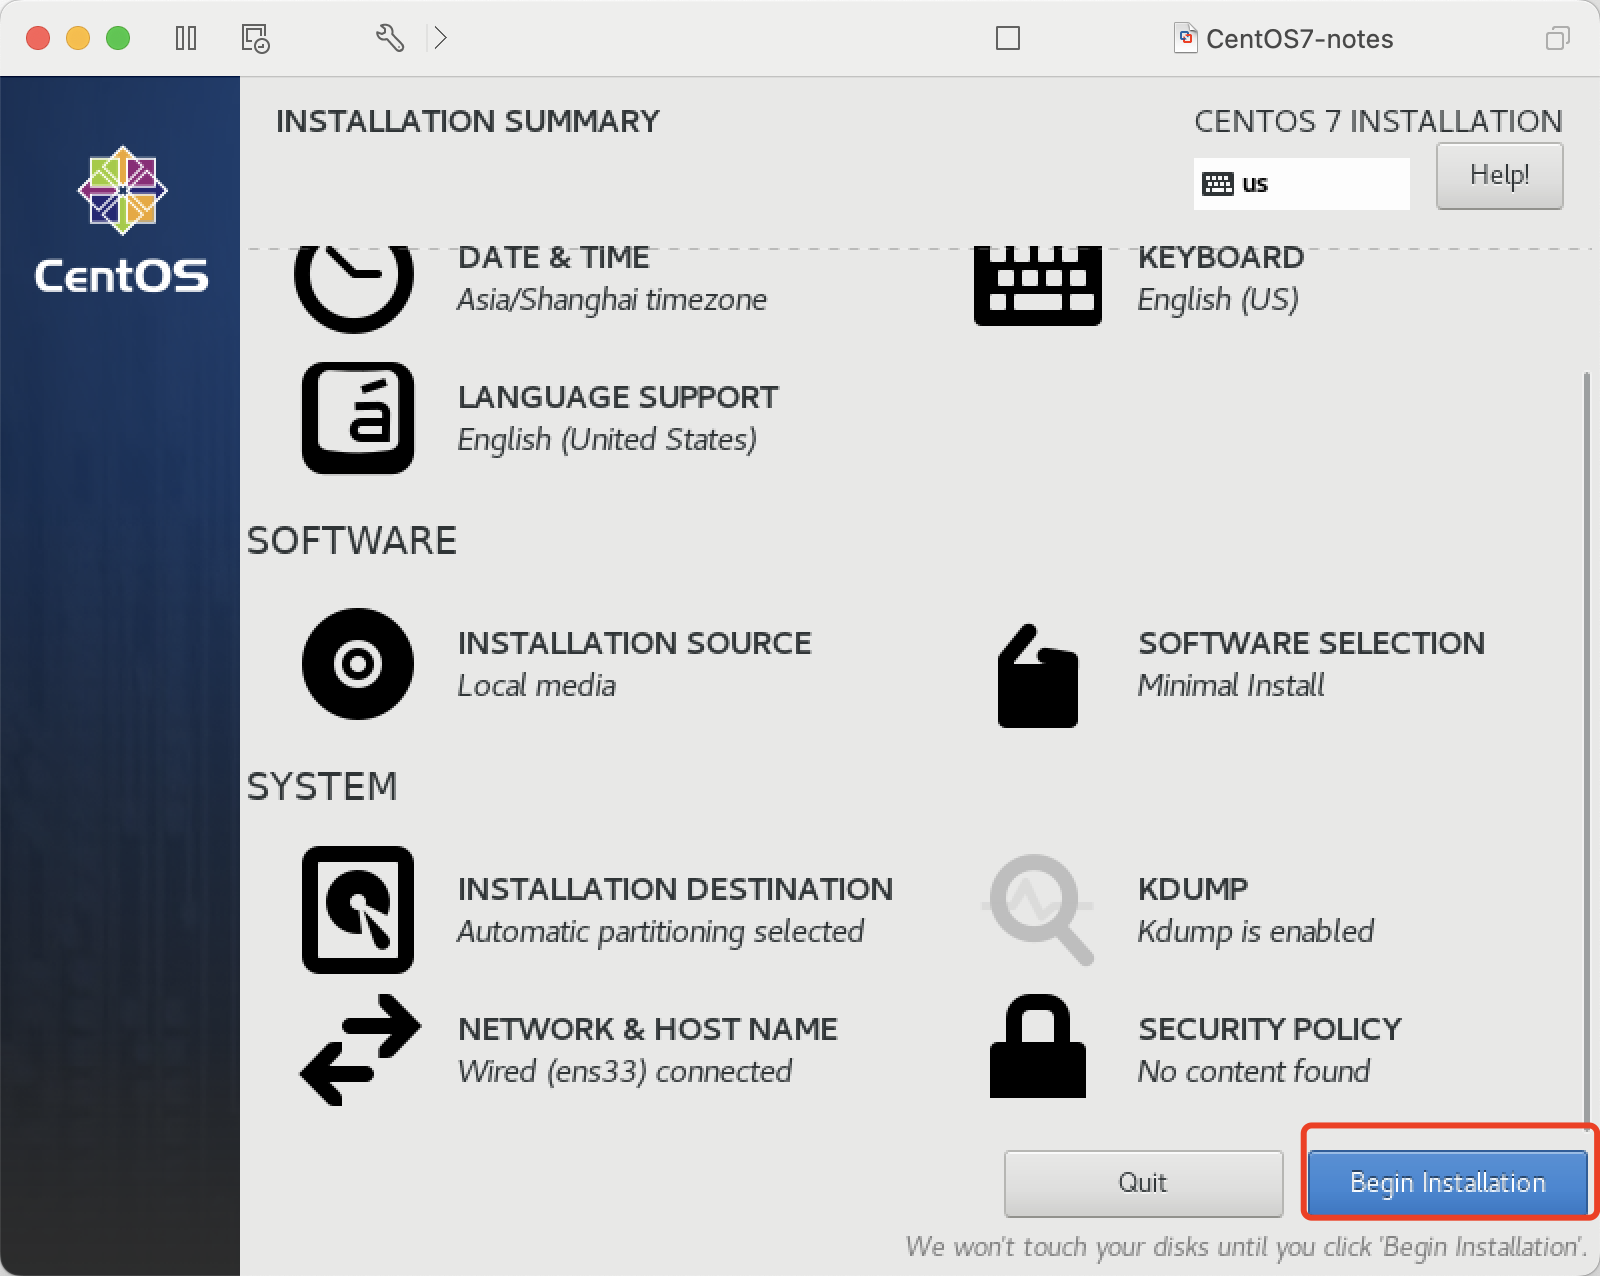 CentOS7-notes
INSTALLATION SUMMARY
CENTOS 7 INSTALLATION
us
Help!
CentOS
DATE & TIME
Asia/Shanghai timezone
KEYBOARD
English (US)
á
LANGUAGE SUPPORT
English (United States)
SOFTWARE
INSTALLATION SOURCE
Local media
SOFTWARE SELECTION
Minimal Install
SYSTEM
INSTALLATION DESTINATION
Automatic partitioning selected
KDUMP
Kdump is enabled
NETWORK & HOST NAME
Wired (ens33) connected
SECURITY POLICY
No content found
Quit
Begin Installation
We won't touch your disks until you click 'Begin Installation'.